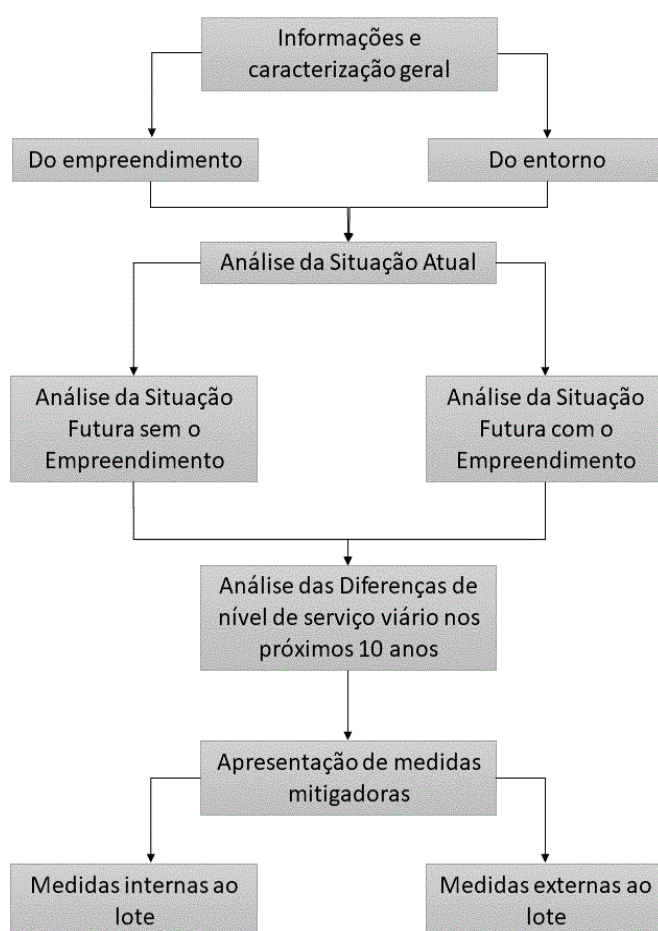 Informações e
caracterização geral
Do empreendimento
Do entorno
Análise da Situação Atual
Análise da Situação
Futura sem o
Empreendimento
Análise da Situação
Futura com o
Empreendimento
Análise das Diferenças de
nível de serviço viário nos
próximos 10 anos
Apresentação de medidas
mitigadoras
Medidas internas ao
lote
Medidas externas ao
lote